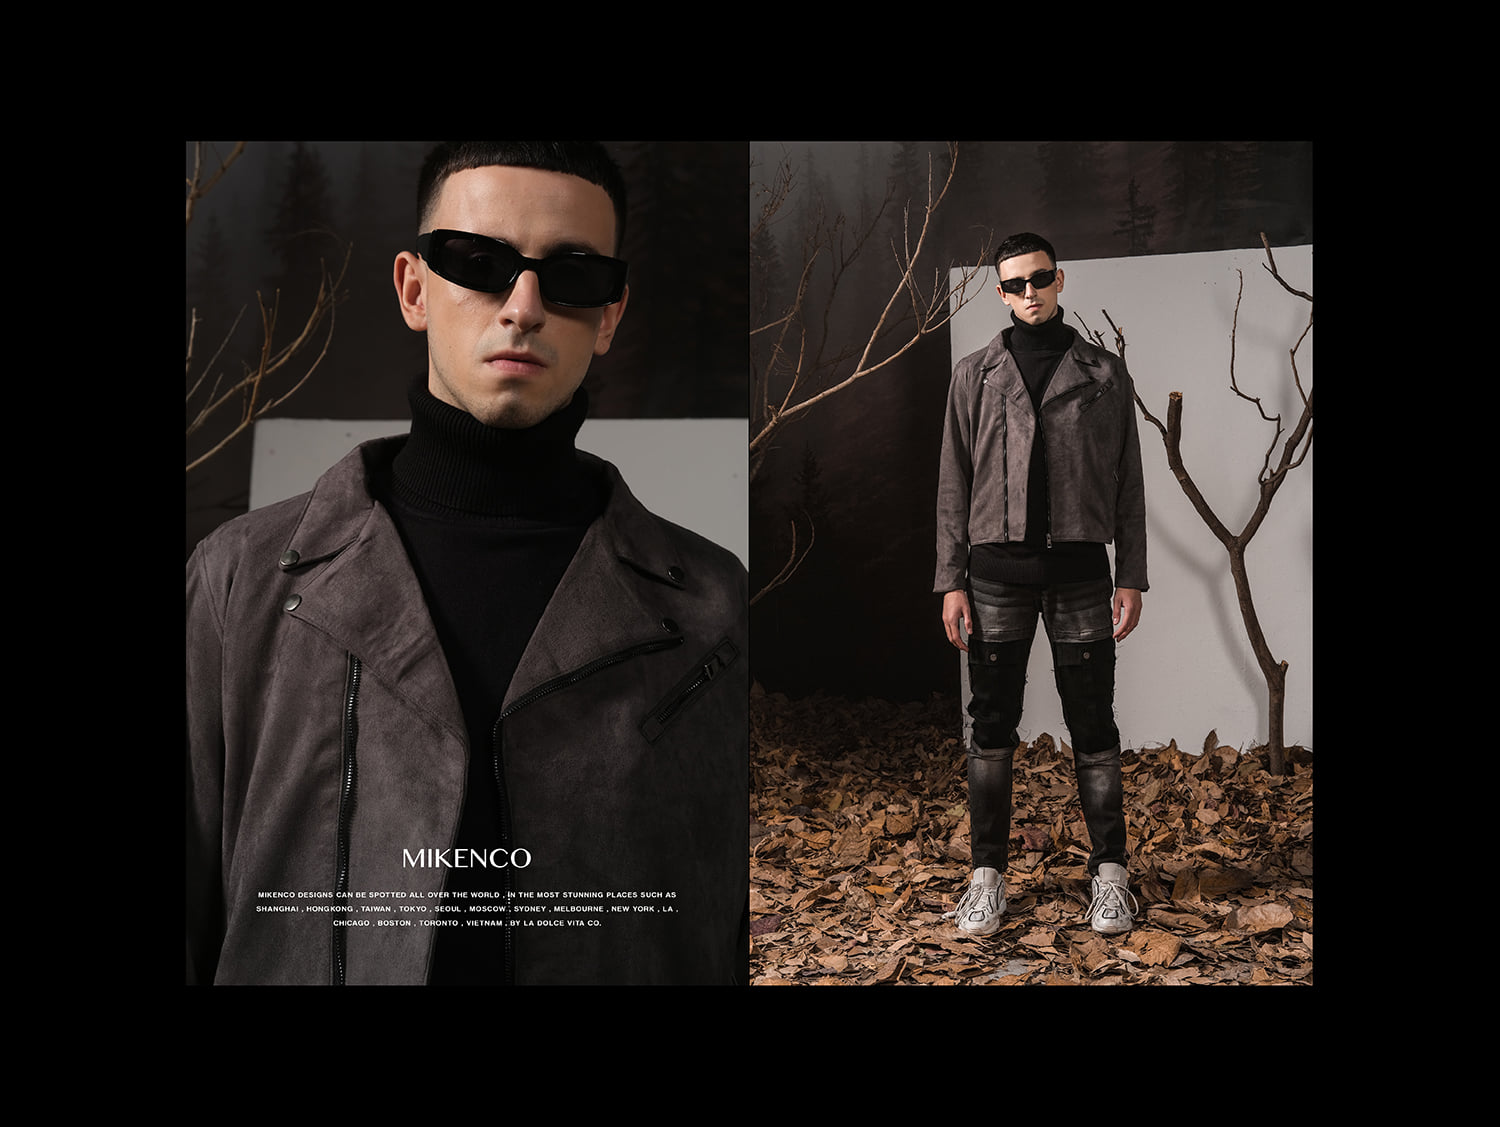 MIKENCO
MIKENCO DESIGNS CAN BE SPOTTED ALL OVER THE WORLD , IN THE MOST STUNNING PLACES SUCH AS
SHANGHAI , HONGKONG , TAIWAN , TOKYO , SEOUL , MOSCOW , SYDNEY , MELBOURNE , NEW YORK , LA ,
CHICAGO , BOSTON , TORONTO , VIETNAM , BY LA DOLCE VITA CO.